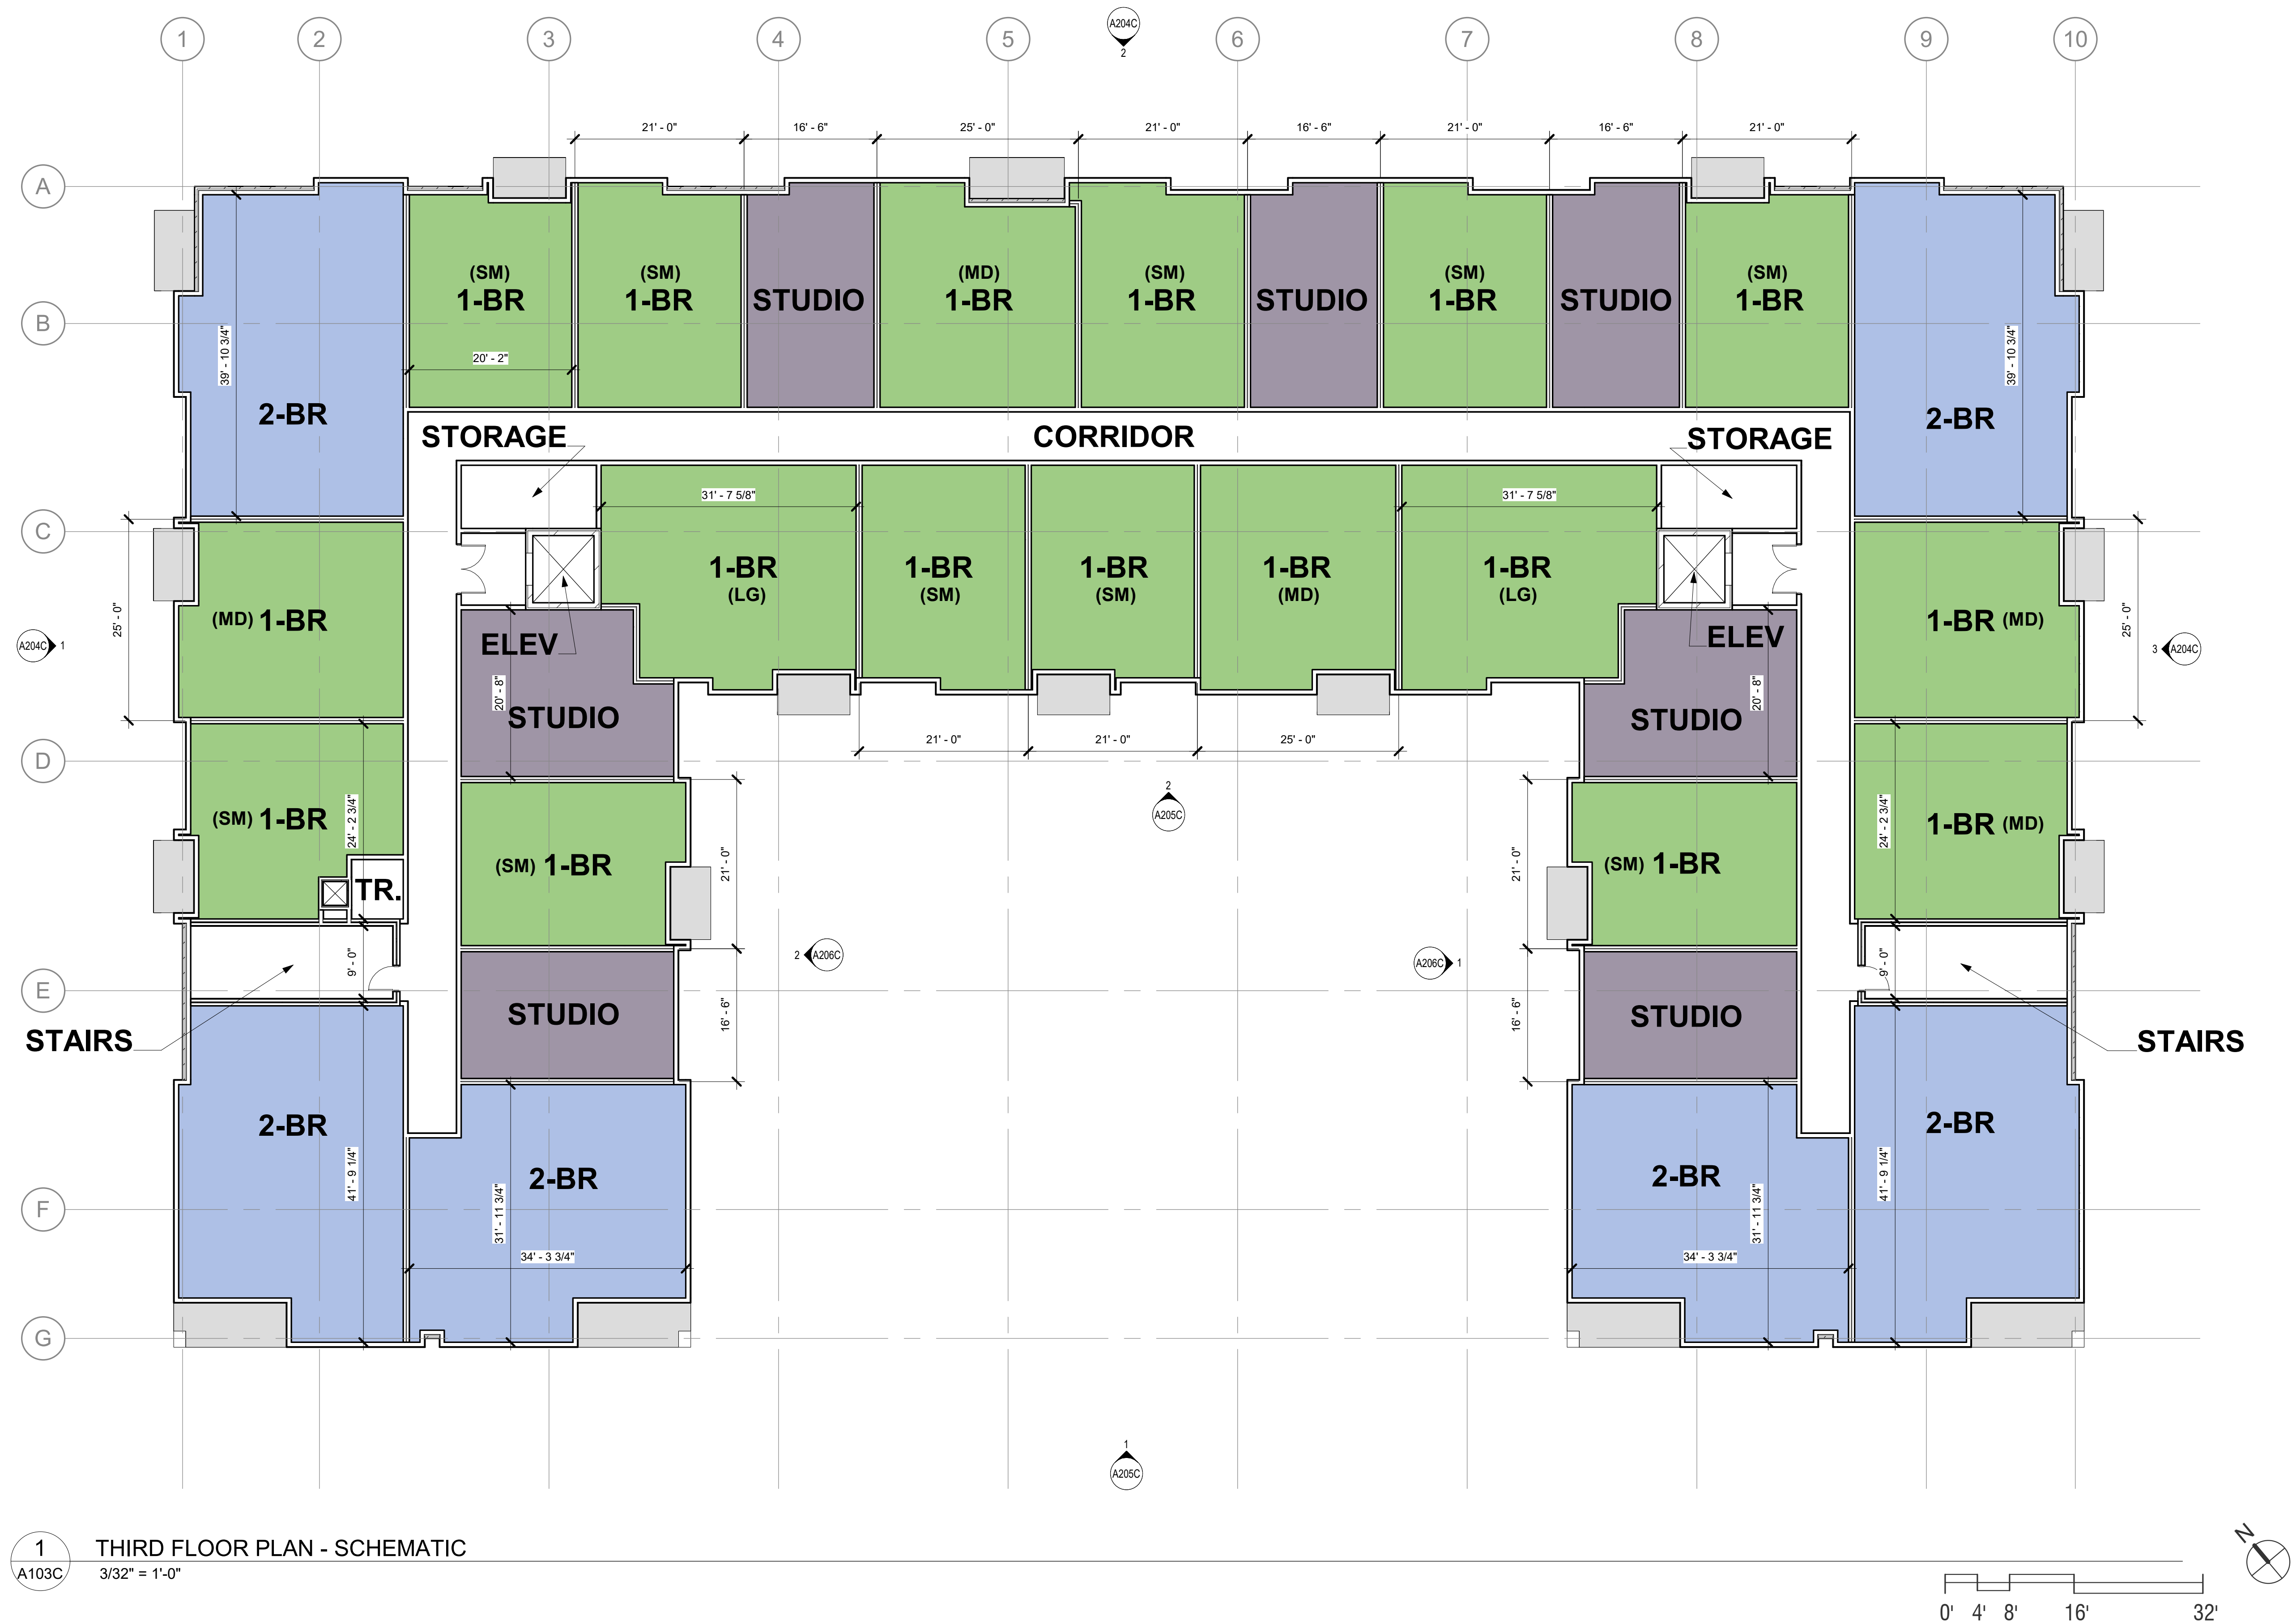 A204C
2
1 2 3 4 5 6 7 8 9 10
21' - 0" 16' - 6" 25' - 0" 21' - 0" 16' - 6" 21' - 0" 16' - 6" 21' - 0"
A
B
C
D
E
F
G
(SM)
1-BR
(SM)
1-BR
STUDIO
(MD)
1-BR
(SM)
1-BR
STUDIO
(SM)
1-BR
STUDIO
(SM)
1-BR
20' - 2"
39' - 10 3/4"
2-BR
39' - 10 3/4"
2-BR
STORAGE
CORRIDOR
STORAGE
31' - 7 5/8"
31' - 7 5/8"
1-BR
(LG)
1-BR
(SM)
1-BR
(SM)
1-BR
(MD)
1-BR
(LG)
25' - 0"
(MD) 1-BR
A204C 1
ELEV
20' - 8"
STUDIO
ELEV
20' - 8"
STUDIO
1-BR (MD)
25' - 0"
3 A204C
21' - 0" 21' - 0" 25' - 0"
2
A205C
(SM) 1-BR
24' - 2 3/4"
TR.
(SM) 1-BR
21' - 0"
21' - 0"
(SM) 1-BR
24' - 2 3/4"
1-BR (MD)
2 A206C
A206C 1
9' - 0"
STAIRS
STUDIO
16' - 6"
16' - 6"
STUDIO
9' - 0"
STAIRS
2-BR
41' - 9 1/4"
2-BR
31' - 11 3/4"
34' - 3 3/4"
2-BR
31' - 11 3/4"
34' - 3 3/4"
41' - 9 1/4"
2-BR
1
A205C
1
A103C
THIRD FLOOR PLAN - SCHEMATIC
3/32" = 1'-0"
N
0' 4' 8' 16' 32'